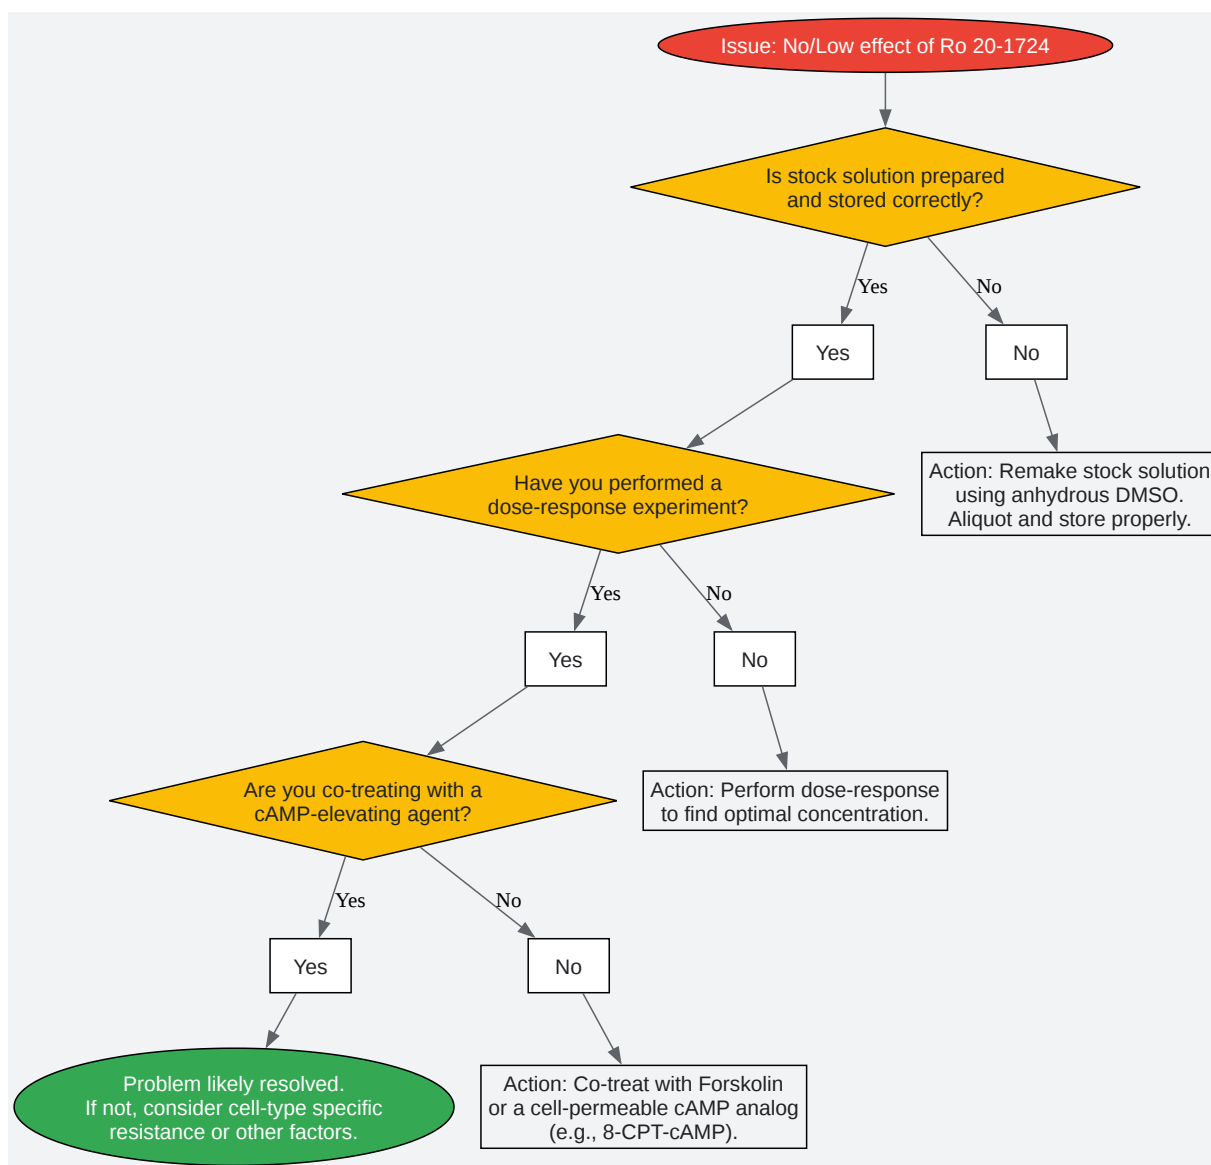 Issue: No/Low effect of Ro 20-1724
Is stock solution prepared
and stored correctly?
Yes
No
Yes
No
Action: Remake stock solution
using anhydrous DMSO.
Aliquot and store properly.
Have you performed a
dose-response experiment?
Yes
No
Yes
No
Action: Perform dose-response
to find optimal concentration.
Are you co-treating with a
cAMP-elevating agent?
Yes
No
Yes
No
Problem likely resolved.
If not, consider cell-type specific
resistance or other factors.
Action: Co-treat with Forskolin
or a cell-permeable cAMP analog
(e.g., 8-CPT-cAMP).